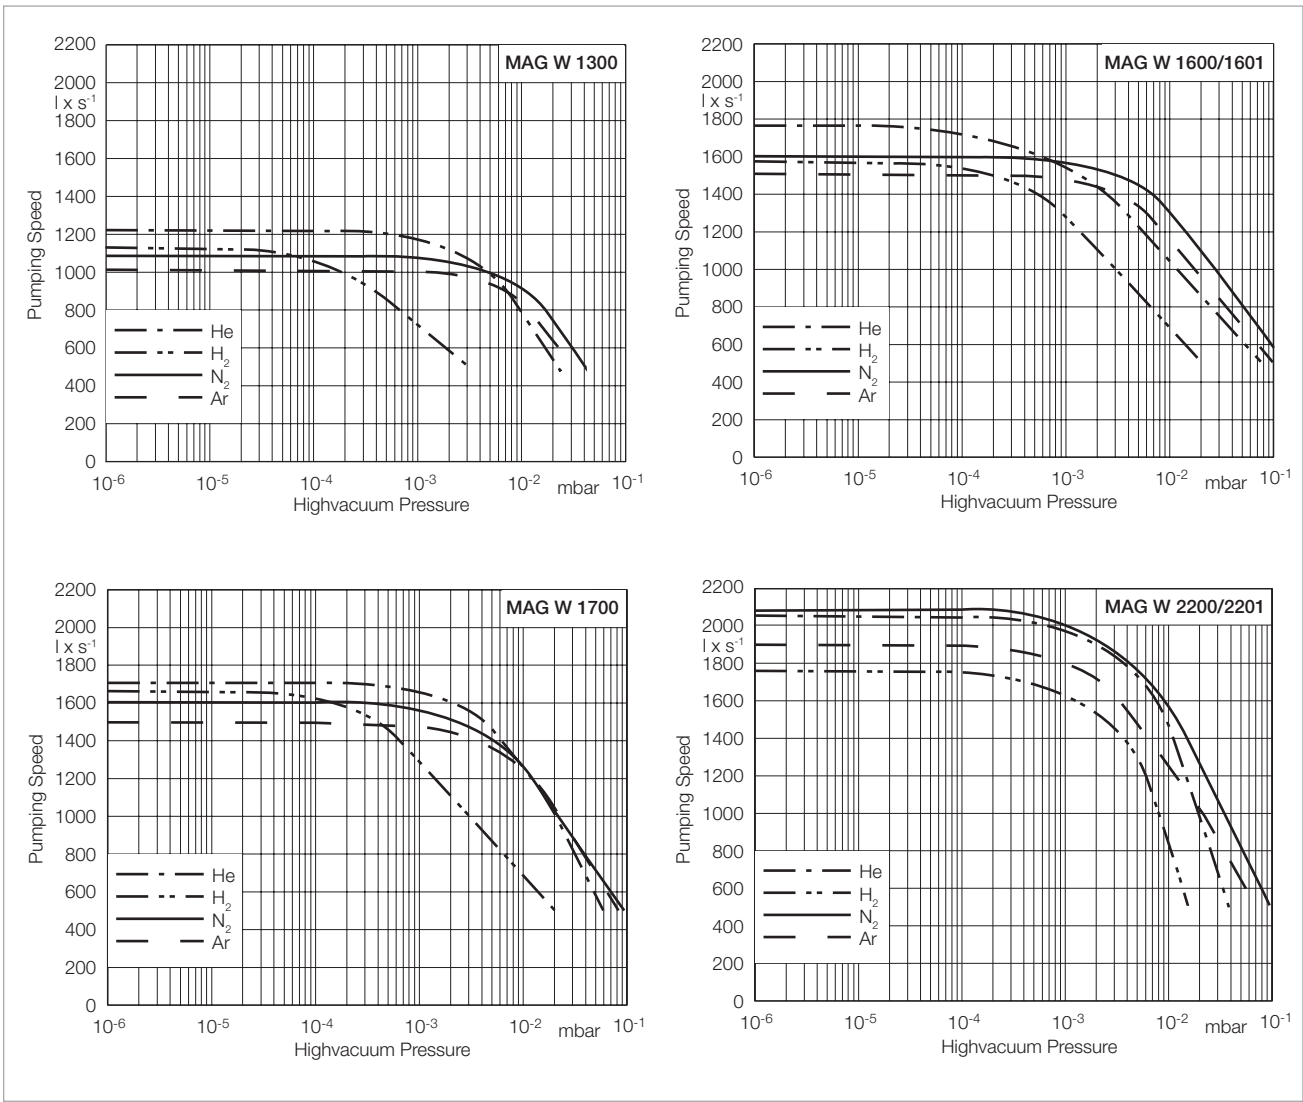 MAG W 1300
2200
2000
l x s⁻¹
1800
1600
1400
1200
1000
800
600
400
200
0
Pumping Speed
He
H₂
N₂
Ar
10⁻⁶ 10⁻⁵ 10⁻⁴ 10⁻³ 10⁻² mbar 10⁻¹
Highvacuum Pressure
MAG W 1600/1601
2200
2000
l x s⁻¹
1800
1600
1400
1200
1000
800
600
400
200
0
Pumping Speed
He
H₂
N₂
Ar
10⁻⁶ 10⁻⁵ 10⁻⁴ 10⁻³ 10⁻² mbar 10⁻¹
Highvacuum Pressure
MAG W 1700
2200
2000
l x s⁻¹
1800
1600
1400
1200
1000
800
600
400
200
0
Pumping Speed
He
H₂
N₂
Ar
10⁻⁶ 10⁻⁵ 10⁻⁴ 10⁻³ 10⁻² mbar 10⁻¹
Highvacuum Pressure
MAG W 2200/2201
2200
2000
l x s⁻¹
1800
1600
1400
1200
1000
800
600
400
200
0
Pumping Speed
He
H₂
N₂
Ar
10⁻⁶ 10⁻⁵ 10⁻⁴ 10⁻³ 10⁻² mbar 10⁻¹
Highvacuum Pressure